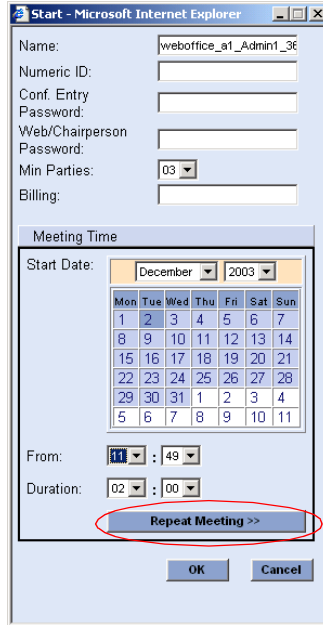 Start - Microsoft Internet Explorer
Name: weboffice_a1_Admin1_36
Numeric ID:
Conf. Entry
Password:
Web/Chairperson
Password:
Min Parties: 03
Billing:
Meeting Time
Start Date: December 2003
Mon Tue Wed Thu Fri Sat Sun
1 2 3 4 5 6 7
8 9 10 11 12 13 14
15 16 17 18 19 20 21
22 23 24 25 26 27 28
29 30 31 1 2 3 4
5 6 7 8 9 10 11
From: 11 : 49
Duration: 02 : 00
Repeat Meeting >>
OK Cancel